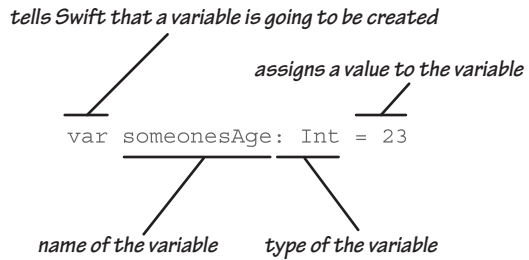 tells Swift that a variable is going to be created
assigns a value to the variable
var someonesAge: Int = 23
name of the variable
type of the variable